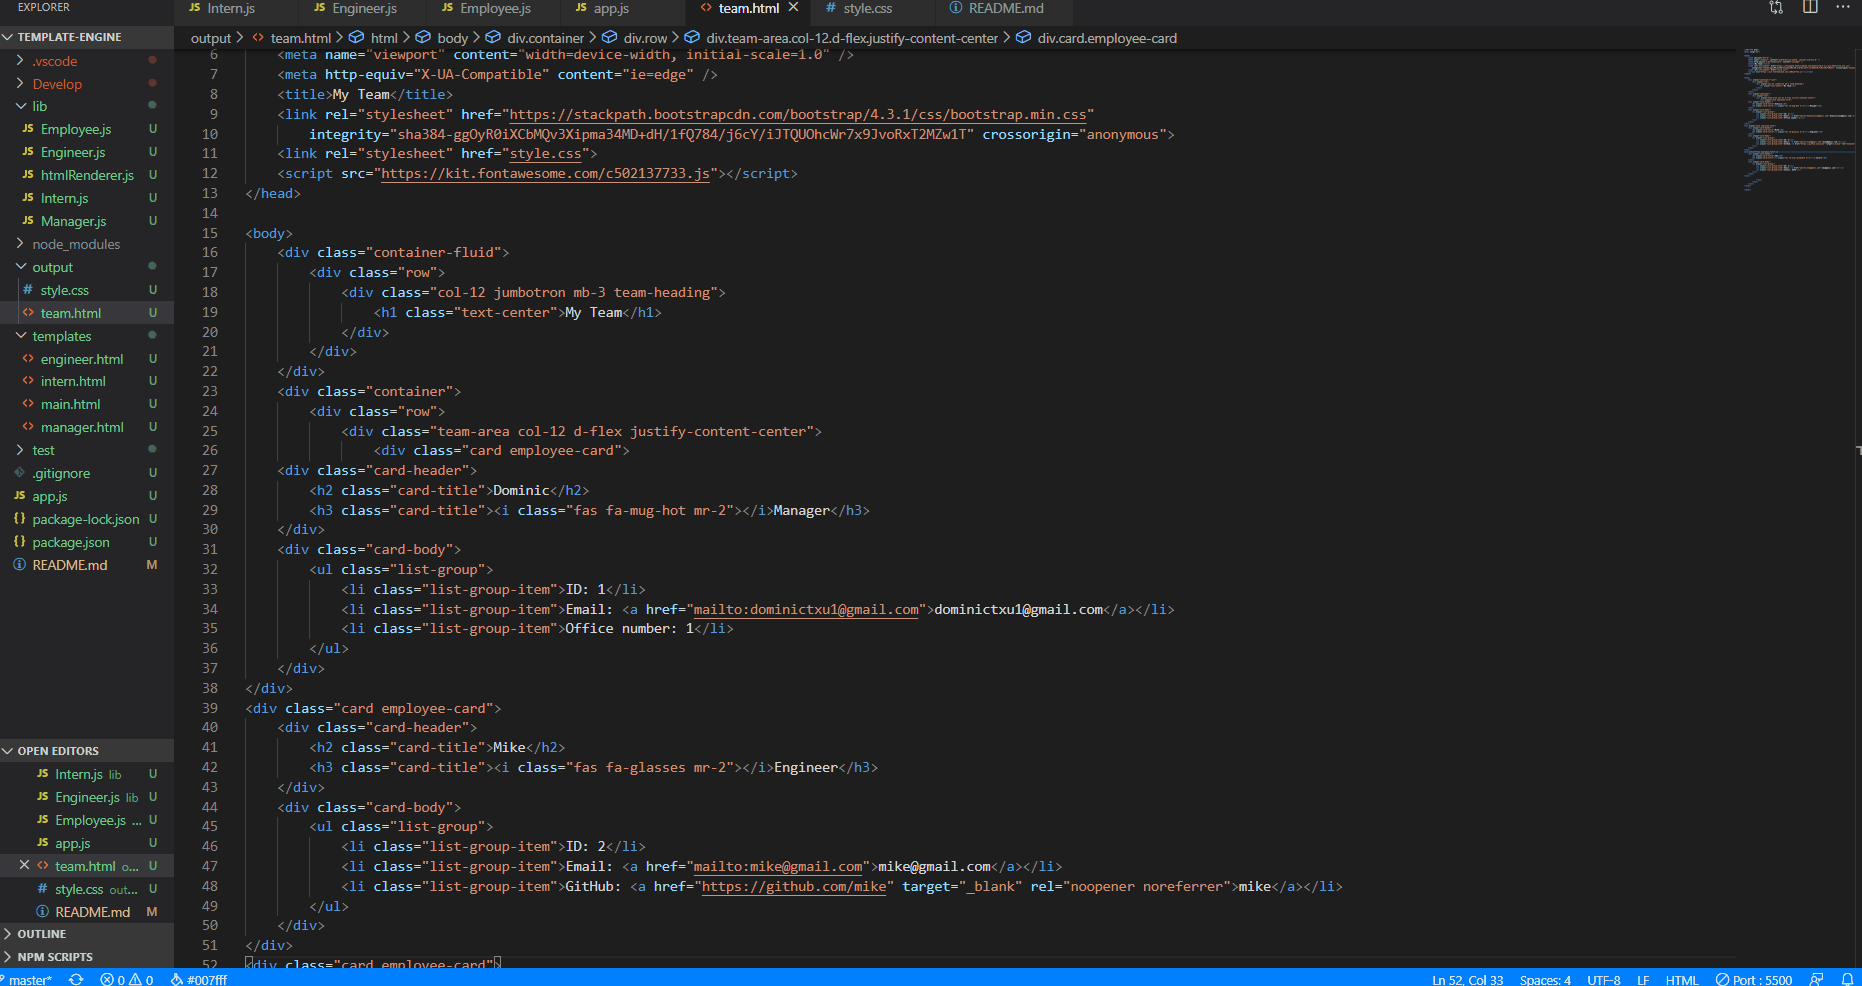 EXPLORER
TEMPLATE-ENGINE
.vscode
Develop
lib
JS Employee.js U
JS Engineer.js U
JS htmlRenderer.js U
JS Intern.js U
JS Manager.js U
node_modules
output
# style.css U
<> team.html U
templates
<> engineer.html U
<> intern.html U
<> main.html U
<> manager.html U
test
.gitignore U
JS app.js U
{} package-lock.json U
{} package.json U
README.md M
OPEN EDITORS
JS Intern.js lib U
JS Engineer.js lib U
JS Employee.js ... U
JS app.js U
<> team.html o... U
# style.css out... U
README.md M
OUTLINE
NPM SCRIPTS
JS Intern.js JS Engineer.js JS Employee.js JS app.js <> team.html # style.css README.md
output > <> team.html > html > body > div.container > div.row > div.team-area.col-12.d-flex.justify-content-center > div.card.employee-card
6 <meta name="viewport" content="width=device-width, initial-scale=1.0" />
7 <meta http-equiv="X-UA-Compatible" content="ie=edge" />
8 <title>My Team</title>
9 <link rel="stylesheet" href="https://stackpath.bootstrapcdn.com/bootstrap/4.3.1/css/bootstrap.min.css"
10 integrity="sha384-ggOyR0iXCbMQv3Xipma34MD+dH/1fQ784/j6cY/iJTQUOhcWr7x9JvoRxT2MZw1T" crossorigin="anonymous">
11 <link rel="stylesheet" href="style.css">
12 <script src="https://kit.fontawesome.com/c502137733.js"></script>
13 </head>
14
15 <body>
16 <div class="container-fluid">
17 <div class="row">
18 <div class="col-12 jumbotron mb-3 team-heading">
19 <h1 class="text-center">My Team</h1>
20 </div>
21 </div>
22 </div>
23 <div class="container">
24 <div class="row">
25 <div class="team-area col-12 d-flex justify-content-center">
26 <div class="card employee-card">
27 <div class="card-header">
28 <h2 class="card-title">Dominic</h2>
29 <h3 class="card-title"><i class="fas fa-mug-hot mr-2"></i>Manager</h3>
30 </div>
31 <div class="card-body">
32 <ul class="list-group">
33 <li class="list-group-item">ID: 1</li>
34 <li class="list-group-item">Email: <a href="mailto:dominictxu1@gmail.com">dominictxu1@gmail.com</a></li>
35 <li class="list-group-item">Office number: 1</li>
36 </ul>
37 </div>
38 </div>
39 <div class="card employee-card">
40 <div class="card-header">
41 <h2 class="card-title">Mike</h2>
42 <h3 class="card-title"><i class="fas fa-glasses mr-2"></i>Engineer</h3>
43 </div>
44 <div class="card-body">
45 <ul class="list-group">
46 <li class="list-group-item">ID: 2</li>
47 <li class="list-group-item">Email: <a href="mailto:mike@gmail.com">mike@gmail.com</a></li>
48 <li class="list-group-item">GitHub: <a href="https://github.com/mike" target="_blank" rel="noopener noreferrer">mike</a></li>
49 </ul>
50 </div>
51 </div>
52 <div class="card employee-card">
master* 0 0 #007fff Ln 52, Col 33 Spaces: 4 UTF-8 LF HTML Port : 5500